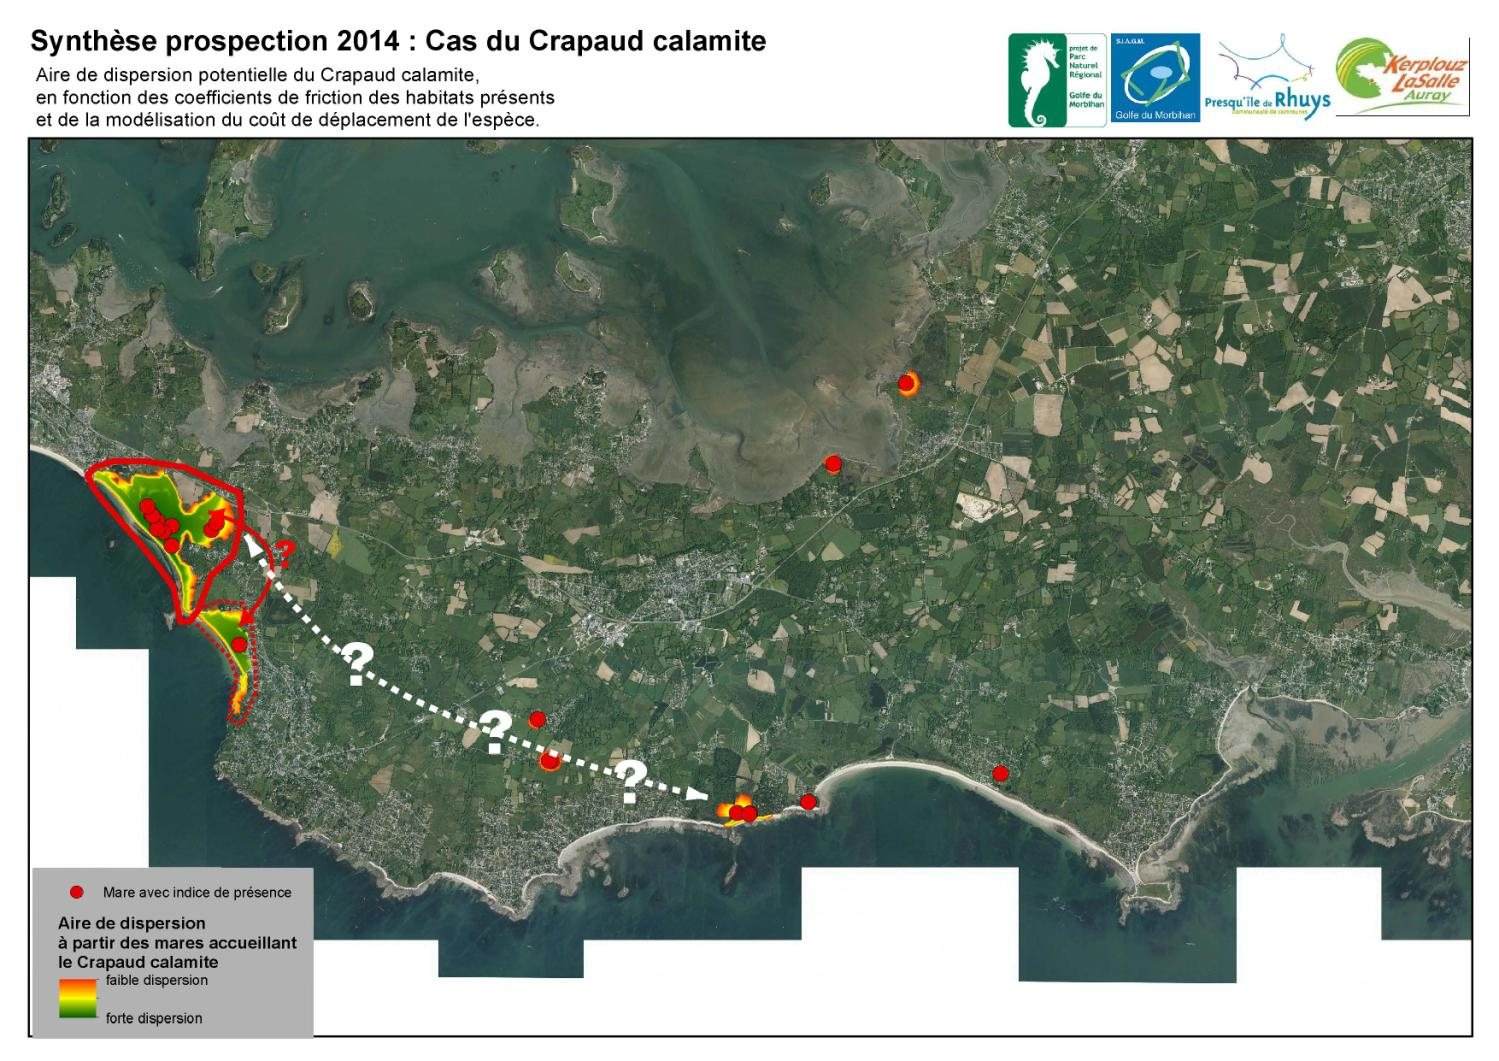 Synthèse prospection 2014 : Cas du Crapaud calamite
Aire de dispersion potentielle du Crapaud calamite,
en fonction des coefficients de friction des habitats présents
et de la modélisation du coût de déplacement de l'espèce.
projet de
Parc
Naturel
Régional
Golfe du
Morbihan
S.I.A.G.M.
Golfe du Morbihan
Presqu'île de Rhuys
communauté de communes
Kerplouz
LaSalle
Auray
?
?
?
?
Mare avec indice de présence
Aire de dispersion
à partir des mares accueillant
le Crapaud calamite
faible dispersion
forte dispersion